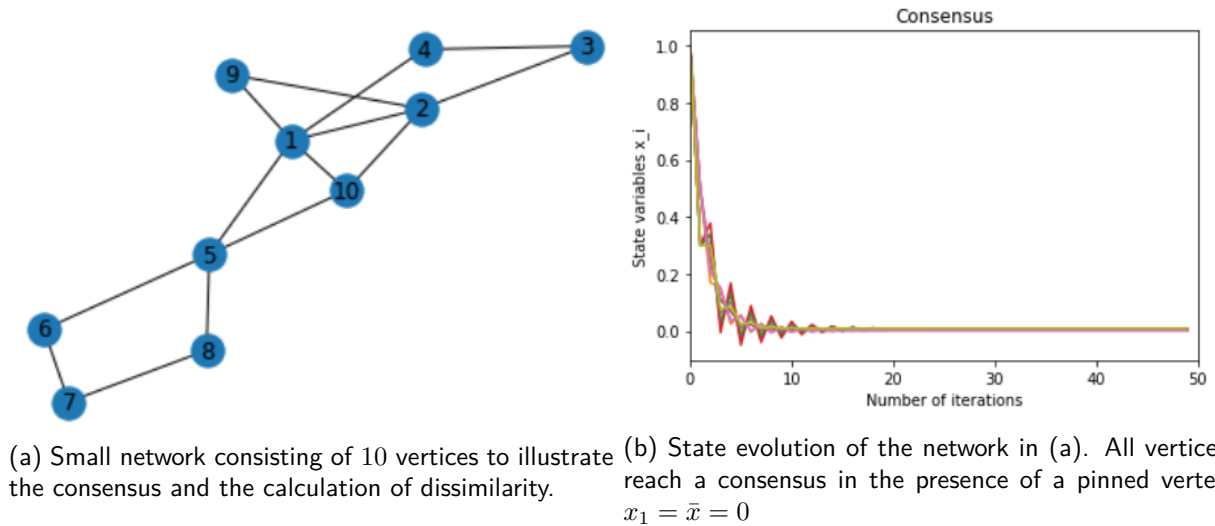 Consensus
4
3
9
2
1
10
5
6
8
7
State variables x_i
1.0
0.8
0.6
0.4
0.2
0.0
0
10
20
30
40
50
Number of iterations
(a) Small network consisting of 10 vertices to illustrate
the consensus and the calculation of dissimilarity.
(b) State evolution of the network in (a). All vertice
reach a consensus in the presence of a pinned verte
x₁ = x̄ = 0